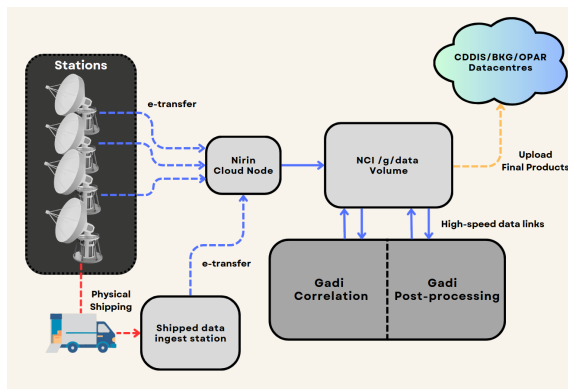 Stations
CDDIS/BKG/OPAR
Datacentres
e-transfer
Nirin
Cloud Node
NCI /g/data
Volume
Upload
Final Products
High-speed data links
e-transfer
Gadi
Correlation
Gadi
Post-processing
Physical
Shipping
Shipped data
ingest station